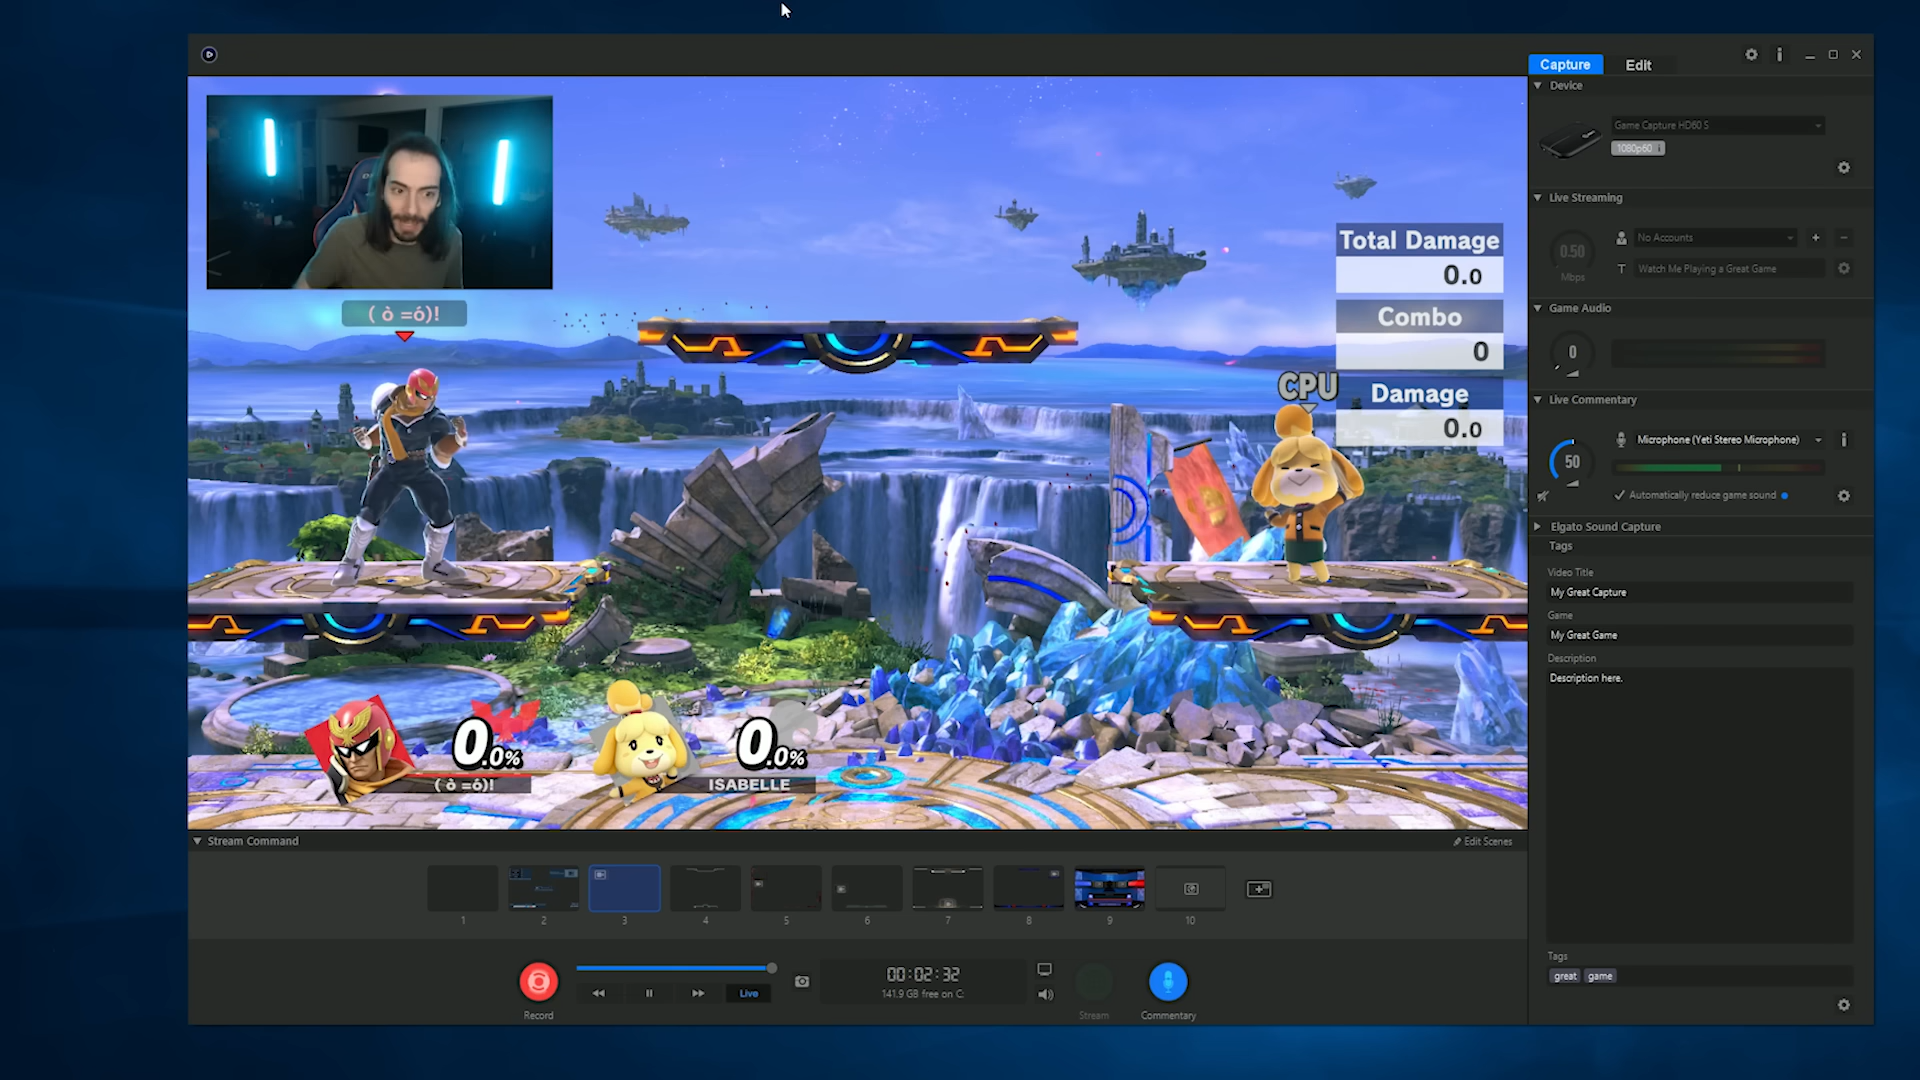 Capture
Edit
Device
Game Capture HD60 S
1080p60
Live Streaming
0.50
Mbps
No Accounts
Watch Me Playing a Great Game
Game Audio
0
Live Commentary
50
Microphone (Yeti Stereo Microphone)
Automatically reduce game sound
Elgato Sound Capture
Tags
Video Title
My Great Capture
Game
My Great Game
Description
Description here.
Tags
great game
Total Damage
0.0
Combo
0
CPU
Damage
0.0
( ò =ó)!
0.0%
( ò =ó)!
0.0%
ISABELLE
Stream Command
Edit Scenes
1 2 3 4 5 6 7 8 9 10
00:02:32
141.9 GB free on C:
Live
Record
Stream
Commentary